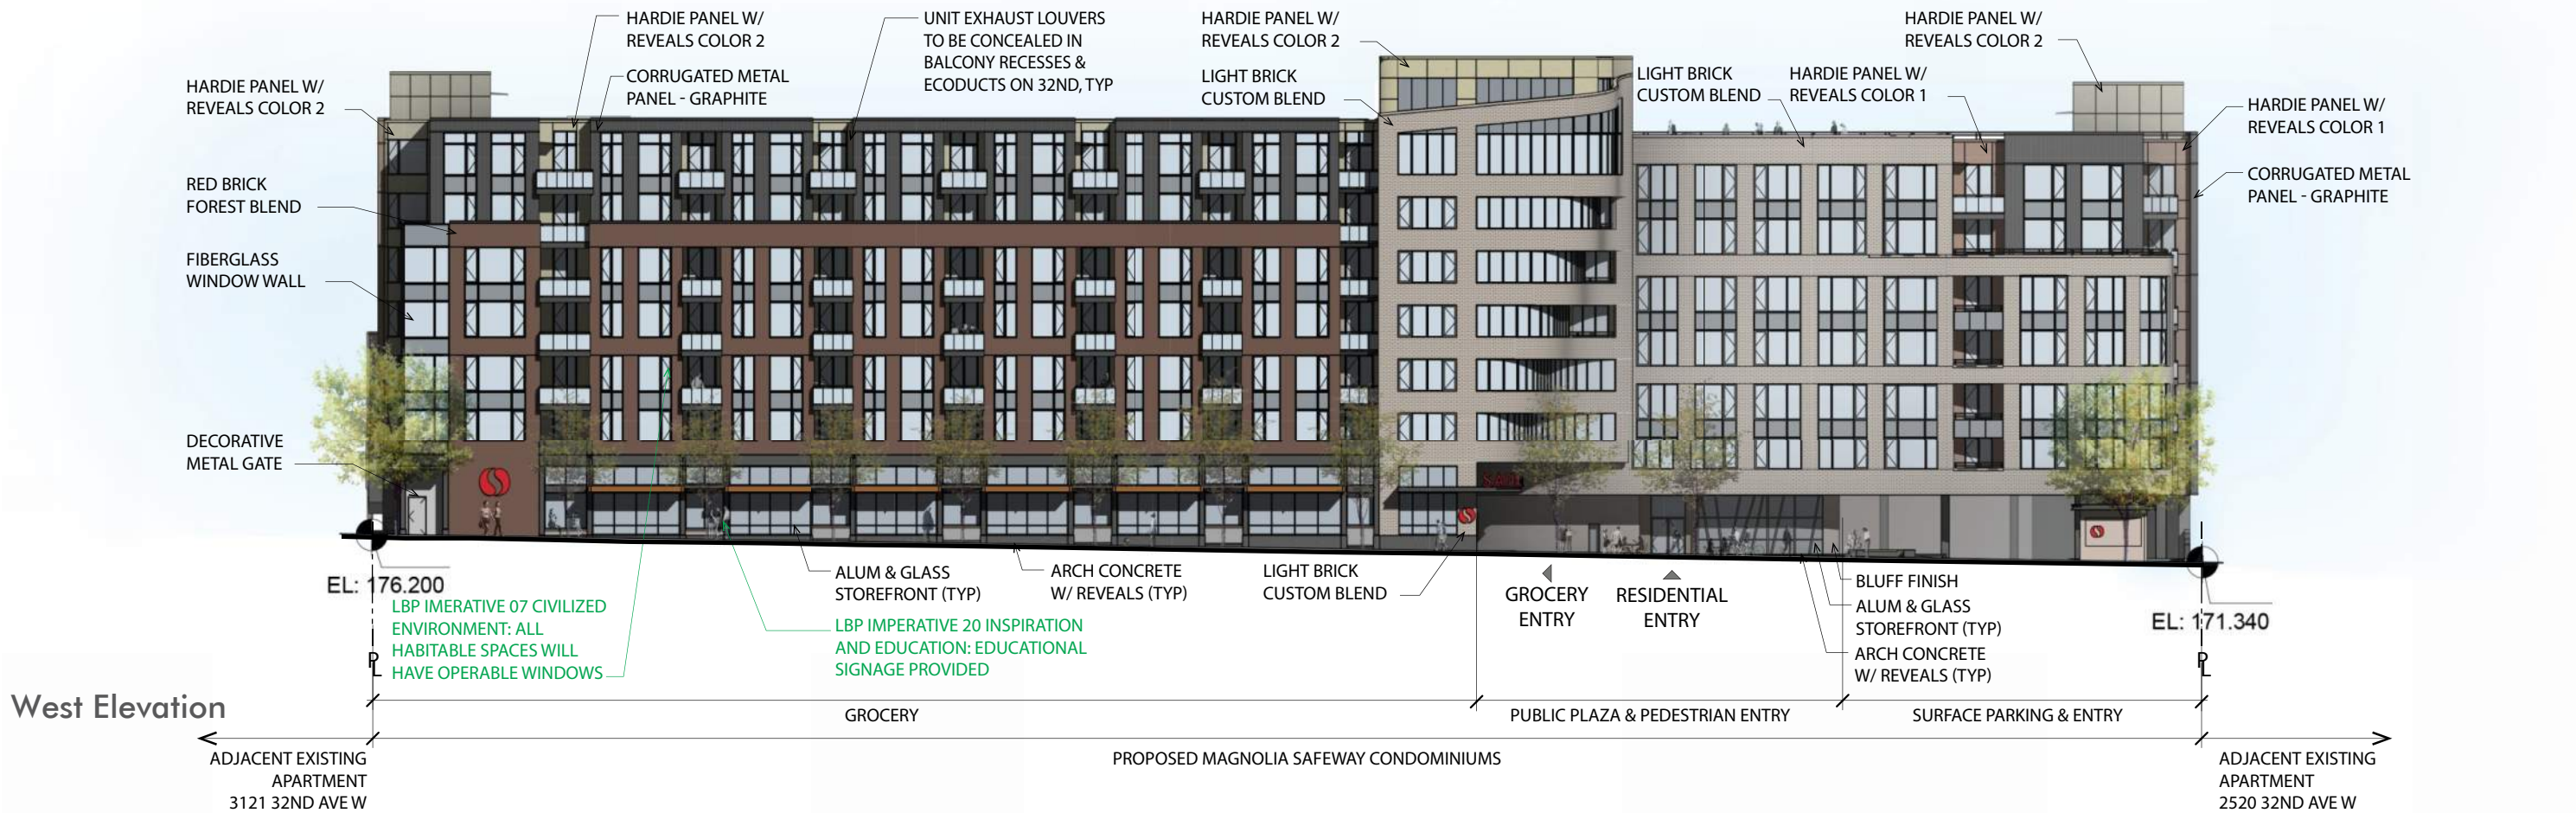 HARDIE PANEL W/
REVEALS COLOR 2
UNIT EXHAUST LOUVERS
TO BE CONCEALED IN
BALCONY RECESSES &
ECODUCTS ON 32ND, TYP
HARDIE PANEL W/
REVEALS COLOR 2
HARDIE PANEL W/
REVEALS COLOR 2
HARDIE PANEL W/
REVEALS COLOR 2
CORRUGATED METAL
PANEL - GRAPHITE
LIGHT BRICK
CUSTOM BLEND
LIGHT BRICK
CUSTOM BLEND
HARDIE PANEL W/
REVEALS COLOR 1
HARDIE PANEL W/
REVEALS COLOR 1
RED BRICK
FOREST BLEND
CORRUGATED METAL
PANEL - GRAPHITE
FIBERGLASS
WINDOW WALL
DECORATIVE
METAL GATE
EL: 176.200
LBP IMERATIVE 07 CIVILIZED
ENVIRONMENT: ALL
HABITABLE SPACES WILL
HAVE OPERABLE WINDOWS
ALUM & GLASS
STOREFRONT (TYP)
LBP IMPERATIVE 20 INSPIRATION
AND EDUCATION: EDUCATIONAL
SIGNAGE PROVIDED
ARCH CONCRETE
W/ REVEALS (TYP)
LIGHT BRICK
CUSTOM BLEND
GROCERY
ENTRY
RESIDENTIAL
ENTRY
BLUFF FINISH
ALUM & GLASS
STOREFRONT (TYP)
ARCH CONCRETE
W/ REVEALS (TYP)
EL: 171.340
PL
PL
West Elevation
GROCERY
PUBLIC PLAZA & PEDESTRIAN ENTRY
SURFACE PARKING & ENTRY
ADJACENT EXISTING
APARTMENT
3121 32ND AVE W
PROPOSED MAGNOLIA SAFEWAY CONDOMINIUMS
ADJACENT EXISTING
APARTMENT
2520 32ND AVE W